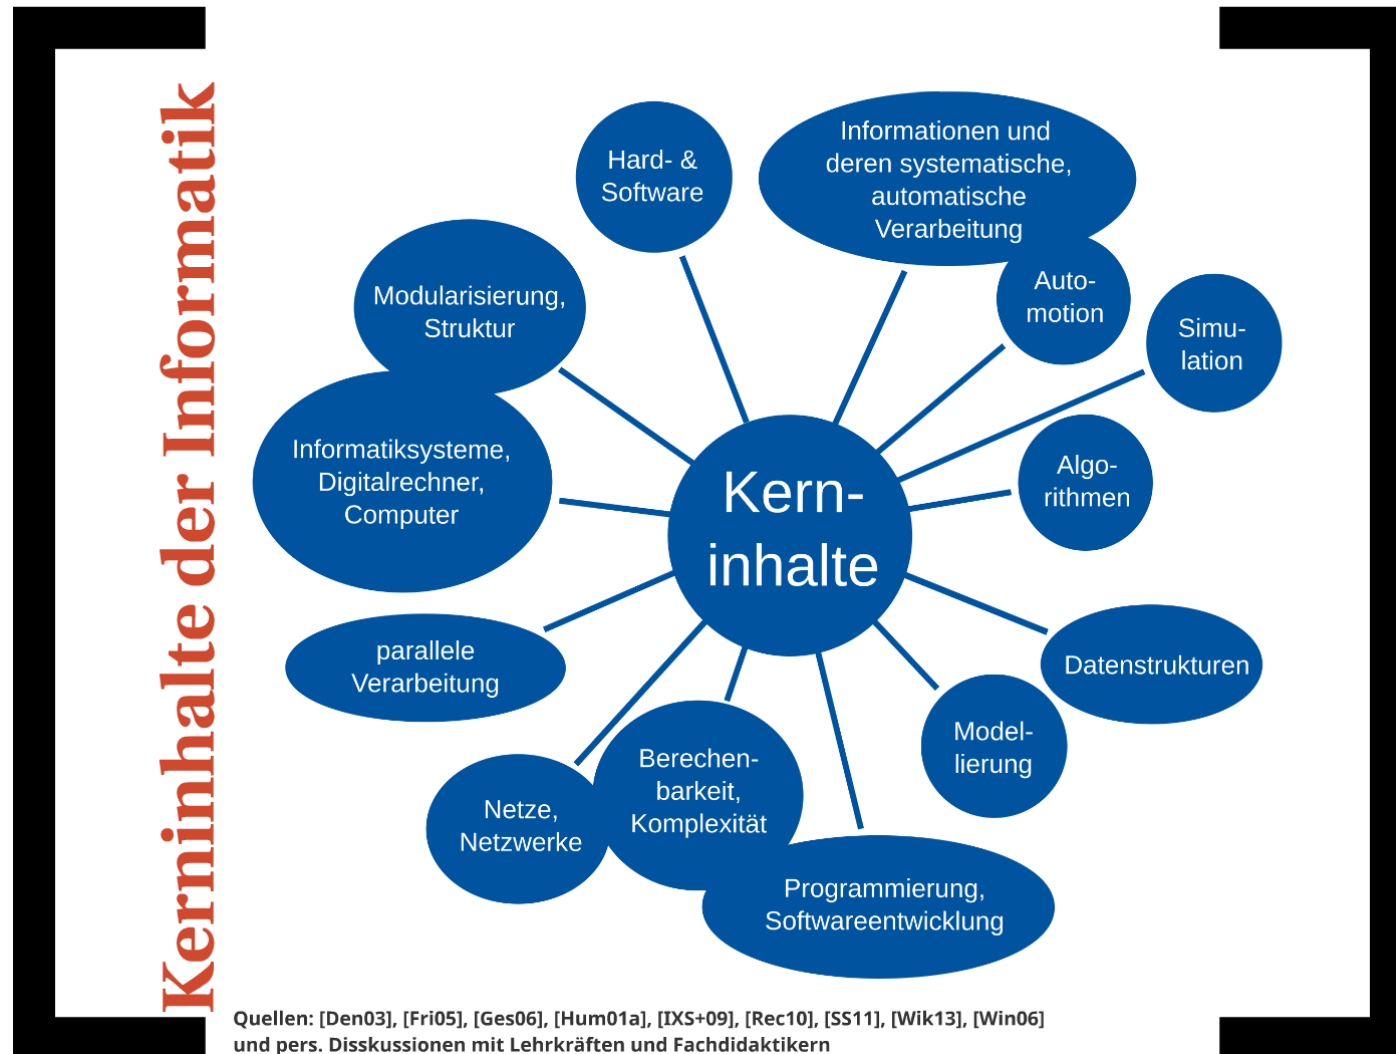 Kerninhalte der Informatik
Hard- &
Software
Informationen und
deren systematische,
automatische
Verarbeitung
Auto-
motion
Simu-
lation
Algo-
rithmen
Datenstrukturen
Model-
lierung
Programmierung,
Softwareentwicklung
Berechen-
barkeit,
Komplexität
Netze,
Netzwerke
parallele
Verarbeitung
Informatiksysteme,
Digitalrechner,
Computer
Modularisierung,
Struktur
Kern-
inhalte
Quellen: [Den03], [Fri05], [Ges06], [Hum01a], [IXS+09], [Rec10], [SS11], [Wik13], [Win06]
und pers. Disskussionen mit Lehrkräften und Fachdidaktikern